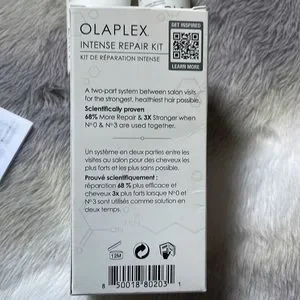 OLAPLEX.
INTENSE REPAIR KIT
KIT DE RÉPARATION INTENSE
GET
INSPIRED
LEARN
MORE
A two-part system between salon visits
for the strongest, healthiest hair possible.
Scientifically proven
68% More Repair & 3X Stronger when
Nº0 & Nº3 are used together.
Un système en deux parties entre les
visites au salon pour des cheveux les
plus forts et les plus sains possible.
Prouvé scientifiquement :
réparation 68 % plus efficace et
cheveux 3x plus forts lorsque Nº0 et
Nº3 sont utilisés comme solution en
deux temps.
12M
8 50018 80203 1